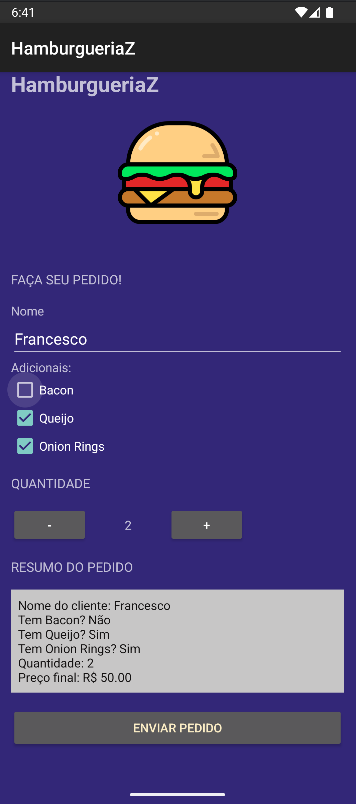 6:41
HamburgueriaZ
HamburgueriaZ
FAÇA SEU PEDIDO!
Nome
Francesco
Adicionais:
Bacon
Queijo
Onion Rings
QUANTIDADE
- 2 +
RESUMO DO PEDIDO
Nome do cliente: Francesco
Tem Bacon? Não
Tem Queijo? Sim
Tem Onion Rings? Sim
Quantidade: 2
Preço final: R$ 50.00
ENVIAR PEDIDO